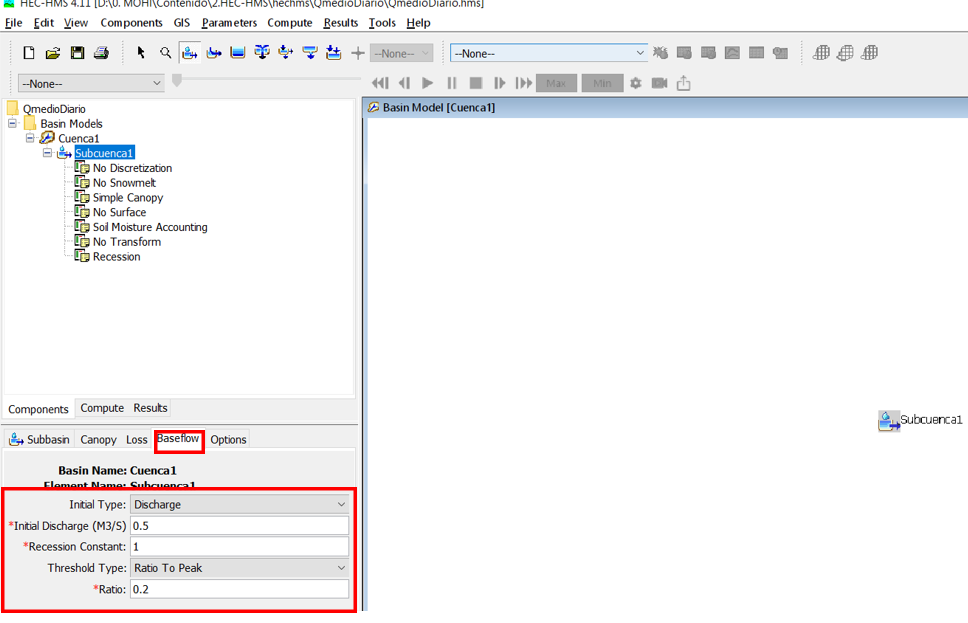 HEC-HMS 4.11 [D:\0. MOHI\Contenido\2.HEC-HMS\hechms\QmedioDiario\QmedioDiario.hms]
File Edit View Components GIS Parameters Compute Results Tools Help
--None-- --None--
--None-- Max Min
QmedioDiario
Basin Models
Cuenca1
Subcuenca1
No Discretization
No Snowmelt
Simple Canopy
No Surface
Soil Moisture Accounting
No Transform
Recession
Components Compute Results
Basin Model [Cuenca1]
Subcuenca1
Subbasin Canopy Loss Baseflow Options
Basin Name: Cuenca1
Element Name: Subcuenca1
Initial Type: Discharge
*Initial Discharge (M3/S) 0.5
*Recession Constant: 1
Threshold Type: Ratio To Peak
*Ratio: 0.2